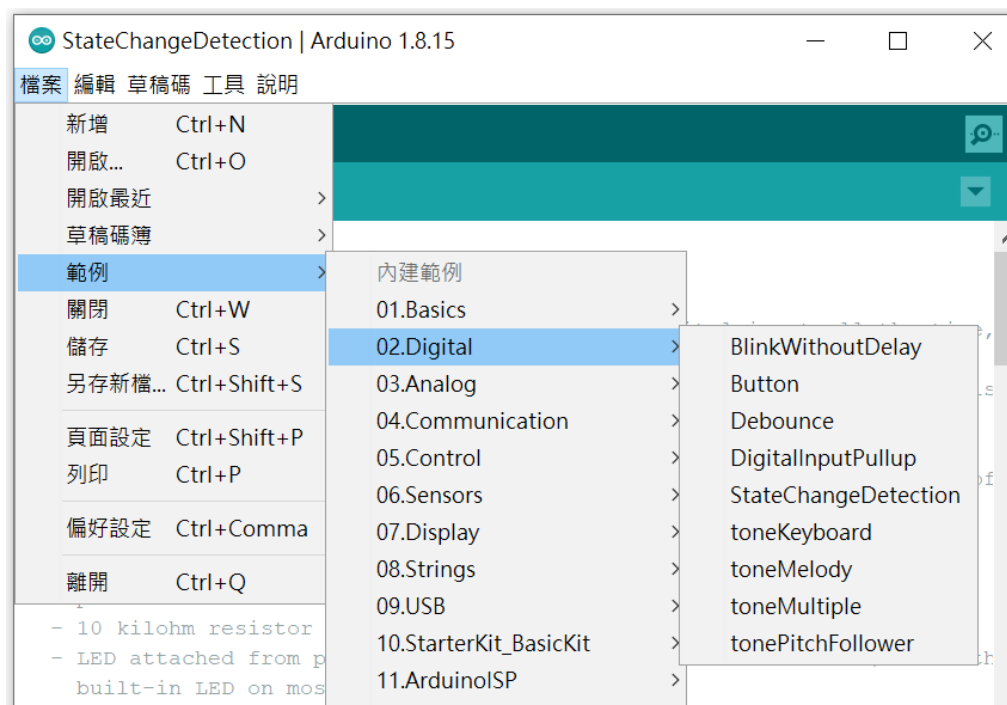 StateChangeDetection | Arduino 1.8.15
檔案 編輯 草稿碼 工具 說明
新增 Ctrl+N
開啟... Ctrl+O
開啟最近
草稿碼簿
範例
關閉 Ctrl+W
儲存 Ctrl+S
另存新檔... Ctrl+Shift+S
頁面設定 Ctrl+Shift+P
列印 Ctrl+P
偏好設定 Ctrl+Comma
離開 Ctrl+Q
內建範例
01.Basics
02.Digital
03.Analog
04.Communication
05.Control
06.Sensors
07.Display
08.Strings
09.USB
10.StarterKit_BasicKit
11.ArduinoISP
BlinkWithoutDelay
Button
Debounce
DigitalInputPullup
StateChangeDetection
toneKeyboard
toneMelody
toneMultiple
tonePitchFollower
- 10 kilohm resistor
- LED attached from
built-in LED on